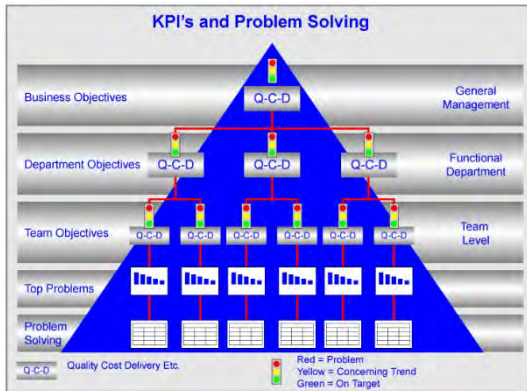 KPI's and Problem Solving
Business Objectives
Q-C-D
General
Management
Department Objectives
Q-C-D
Q-C-D
Q-C-D
Functional
Department
Team Objectives
Q-C-D
Q-C-D
Q-C-D
Q-C-D
Q-C-D
Q-C-D
Team
Level
Top Problems
Problem
Solving
Q-C-D
Quality Cost Delivery Etc.
Red = Problem
Yellow = Concerning Trend
Green = On Target